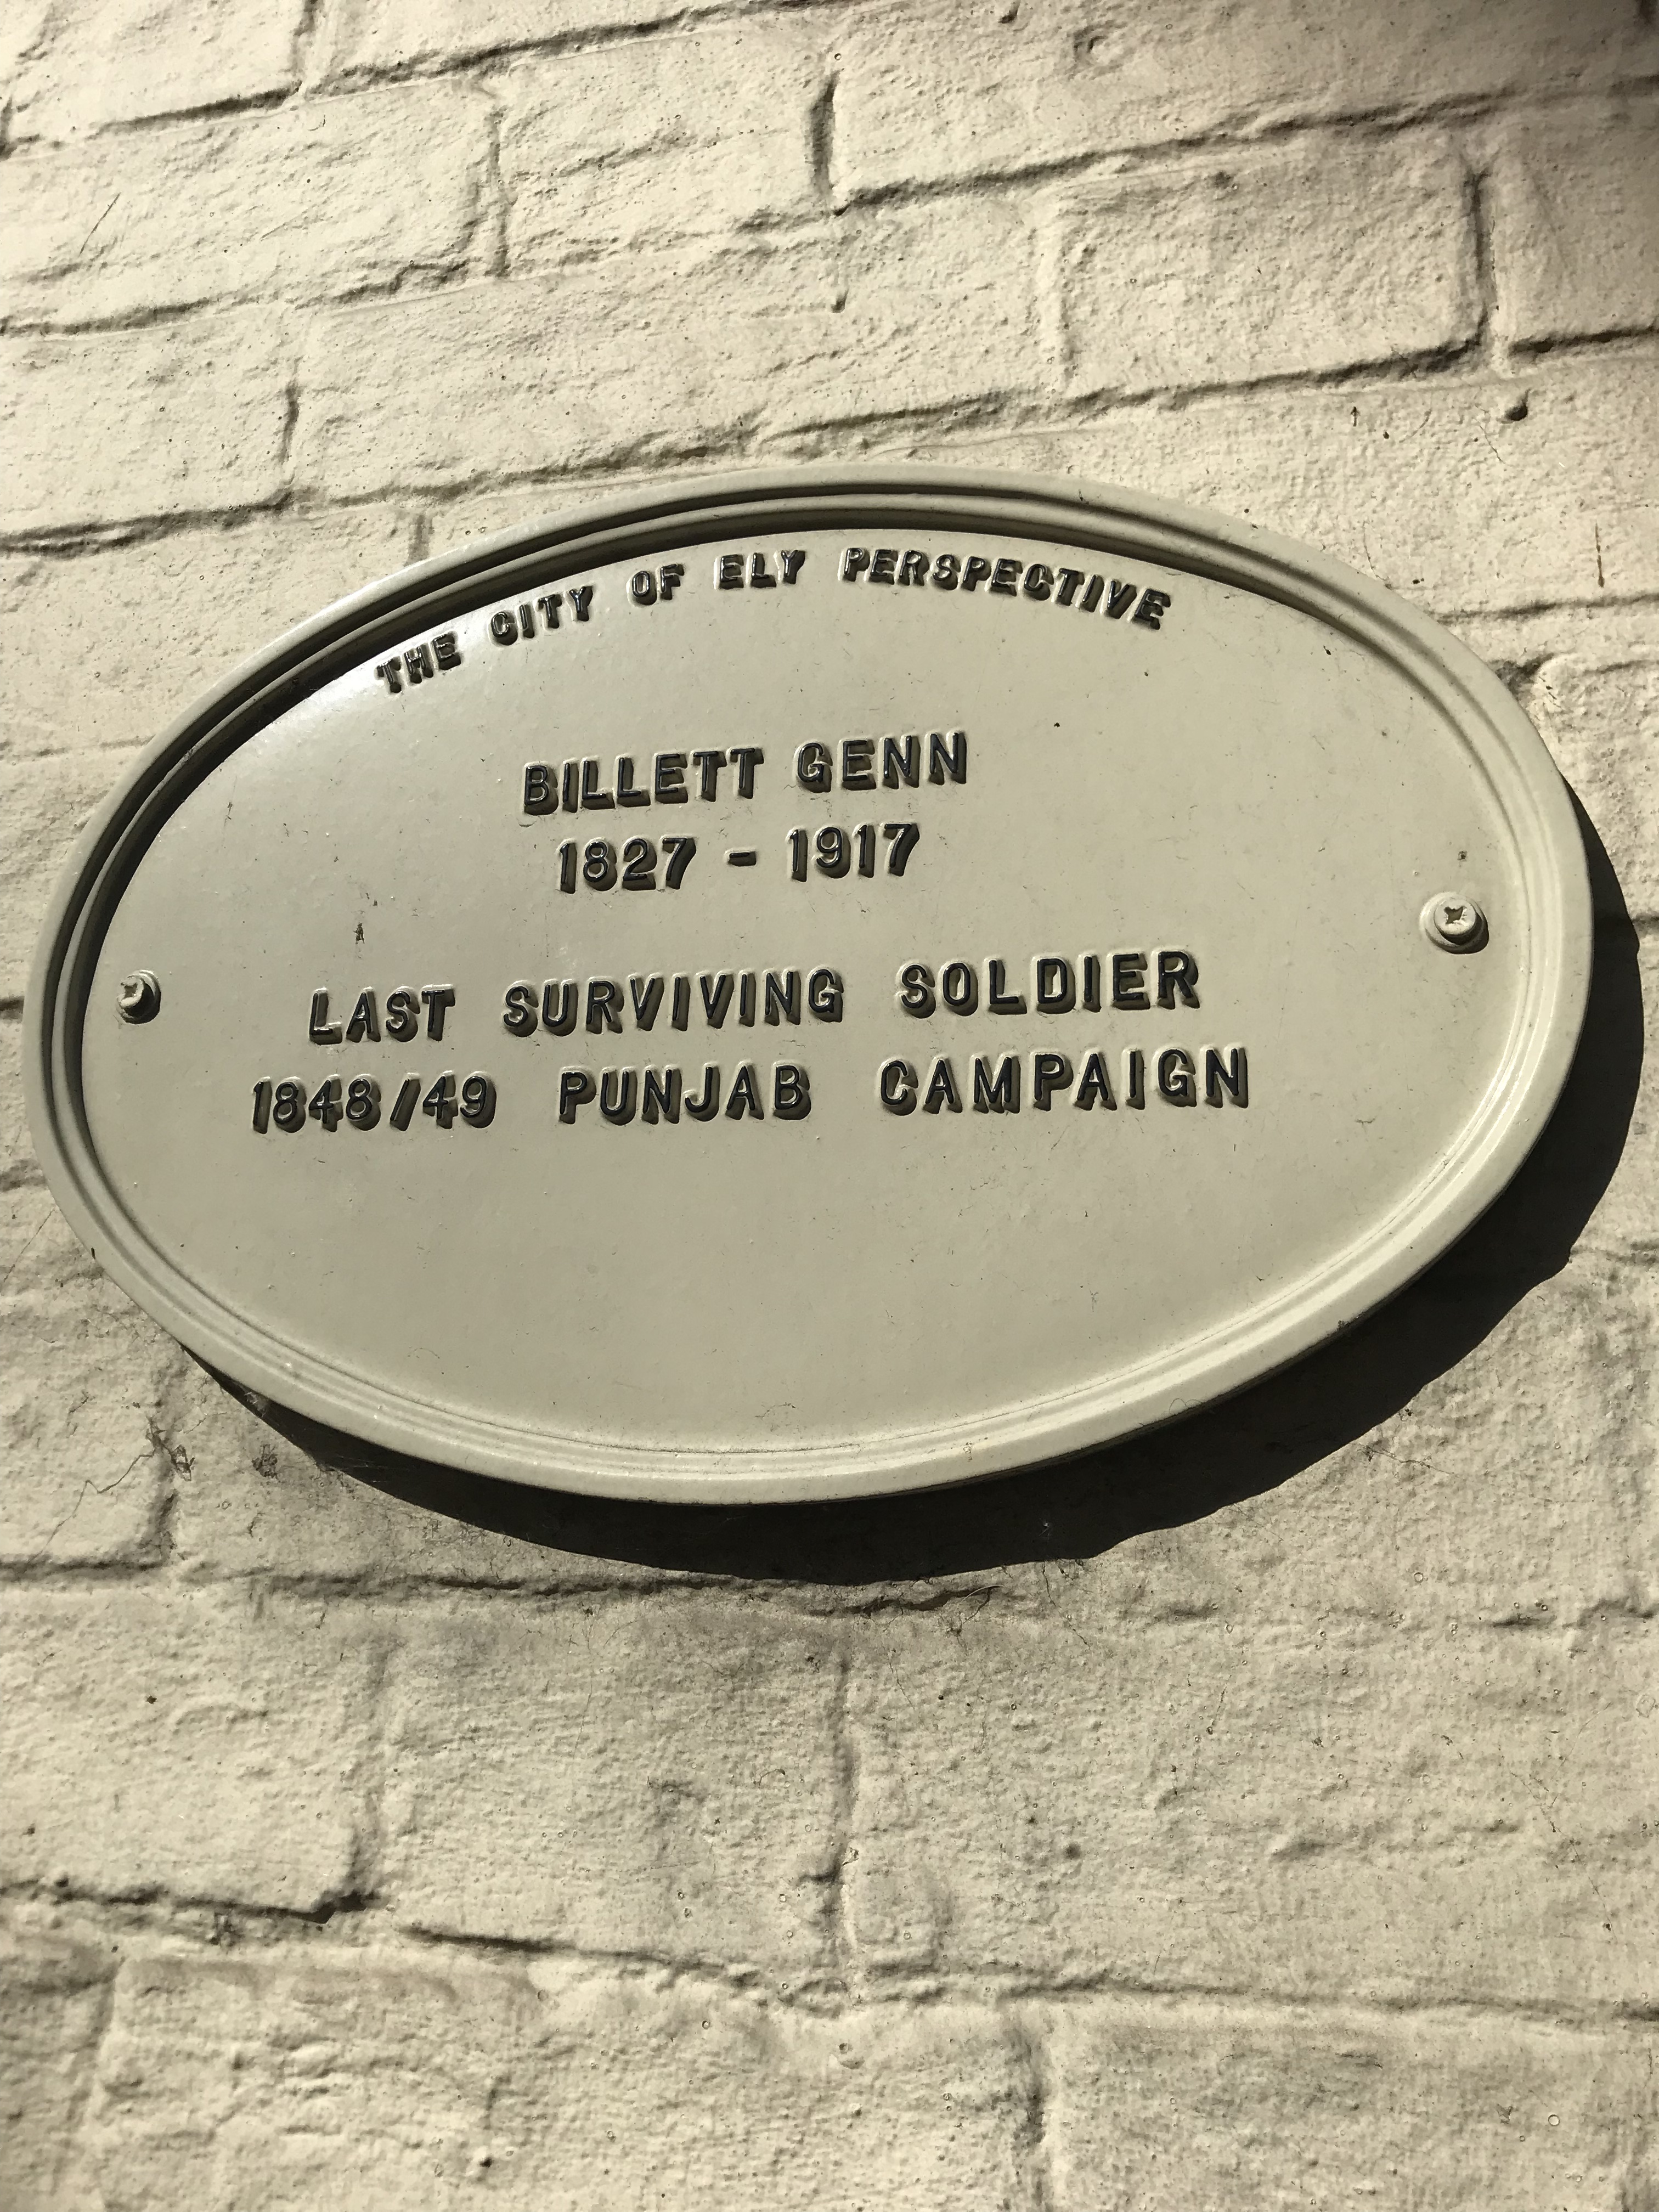 THE CITY OF ELY PERSPECTIVE
BILLETT GENN
1827 - 1917
LAST SURVIVING SOLDIER
1848/49 PUNJAB CAMPAIGN